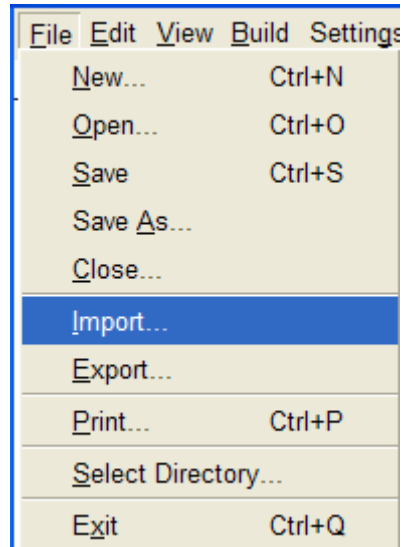 File Edit View Build Settings
New... Ctrl+N
Open... Ctrl+O
Save Ctrl+S
Save As...
Close...
Import...
Export...
Print... Ctrl+P
Select Directory...
Exit Ctrl+Q